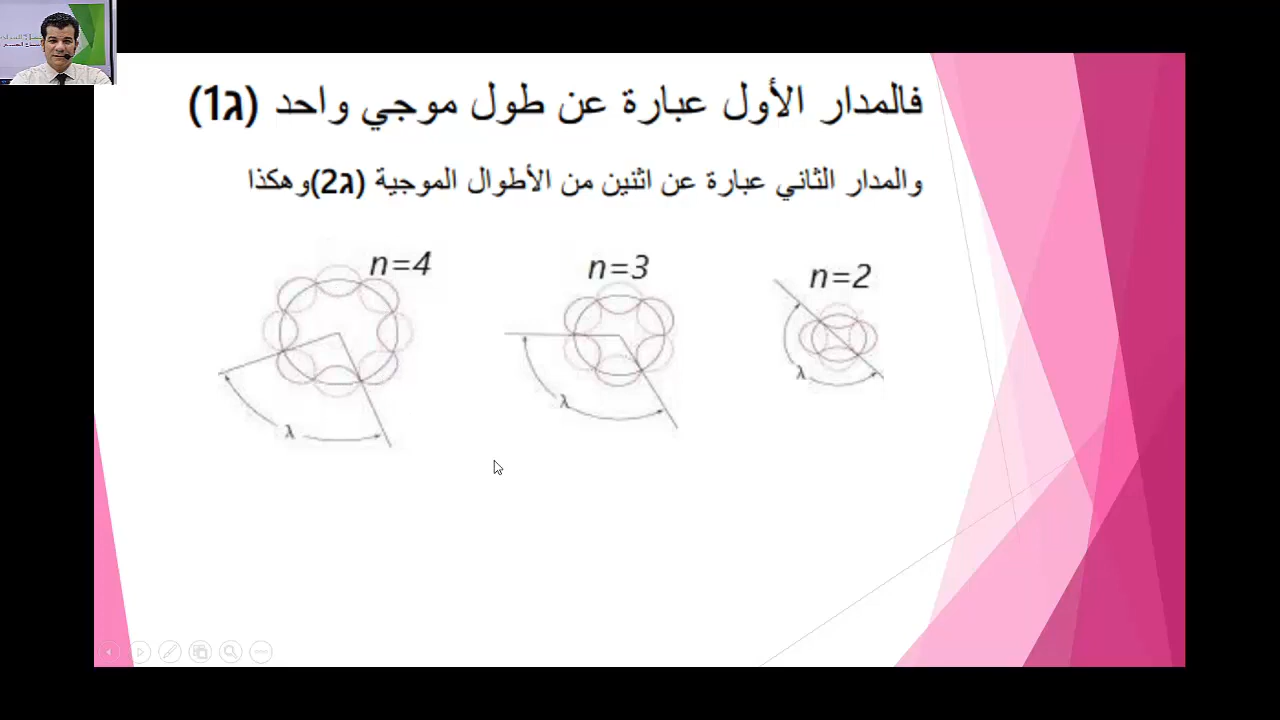 فالمدار الأول عبارة عن طول موجي واحد (1ג)
والمدار الثاني عبارة عن اثنين من الأطوال الموجية (2ג)وهكذا
n=4
n=3
n=2
λ
λ
λ